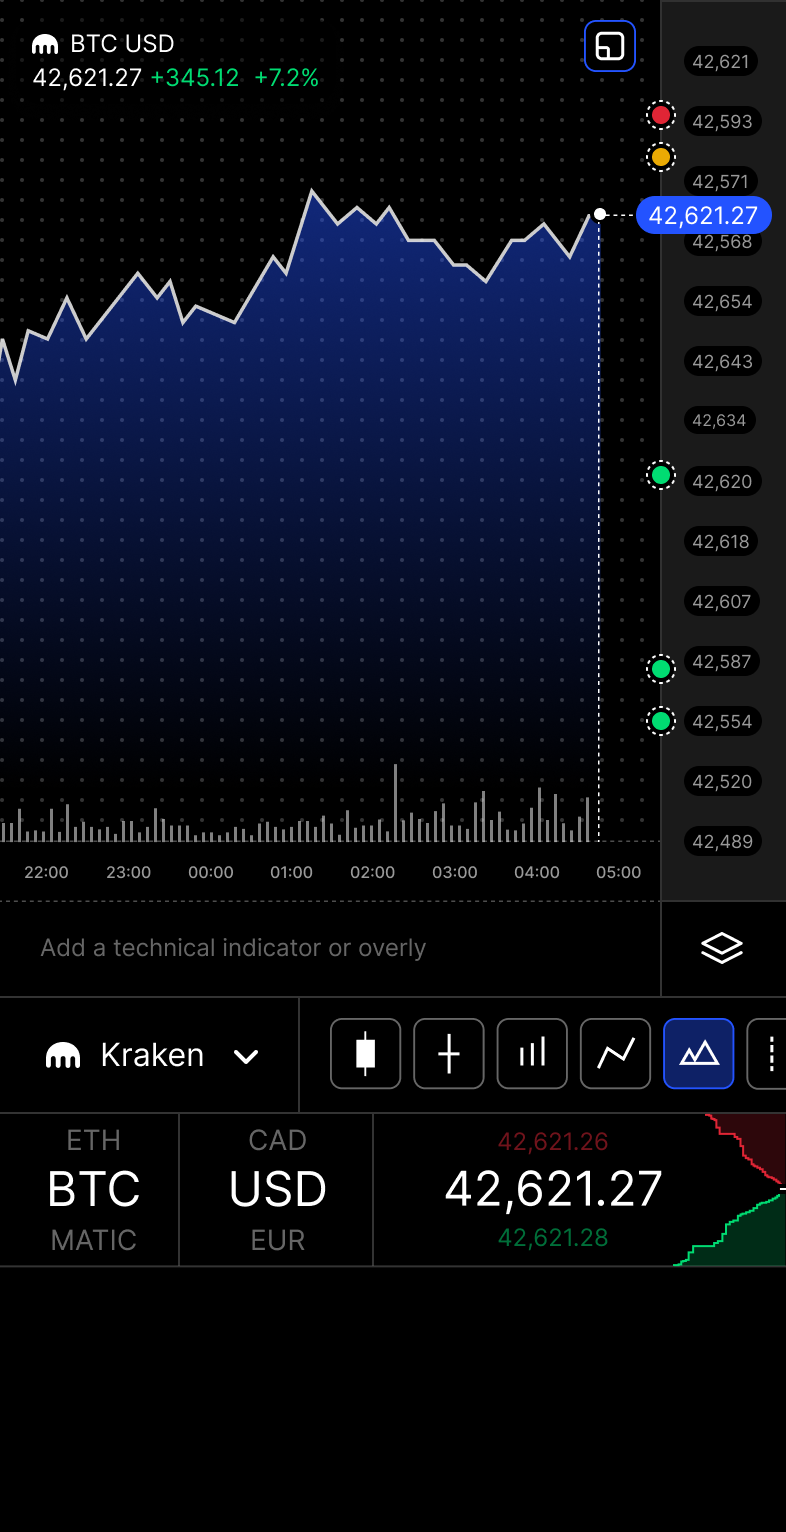 BTC USD
42,621.27 +345.12 +7.2%
42,621
42,593
42,571
42,621.27
42,568
42,654
42,643
42,634
42,620
42,618
42,607
42,587
42,554
42,520
42,489
22:00 23:00 00:00 01:00 02:00 03:00 04:00 05:00
Add a technical indicator or overly
Kraken
ETH CAD 42,621.26
BTC USD 42,621.27
MATIC EUR 42,621.28